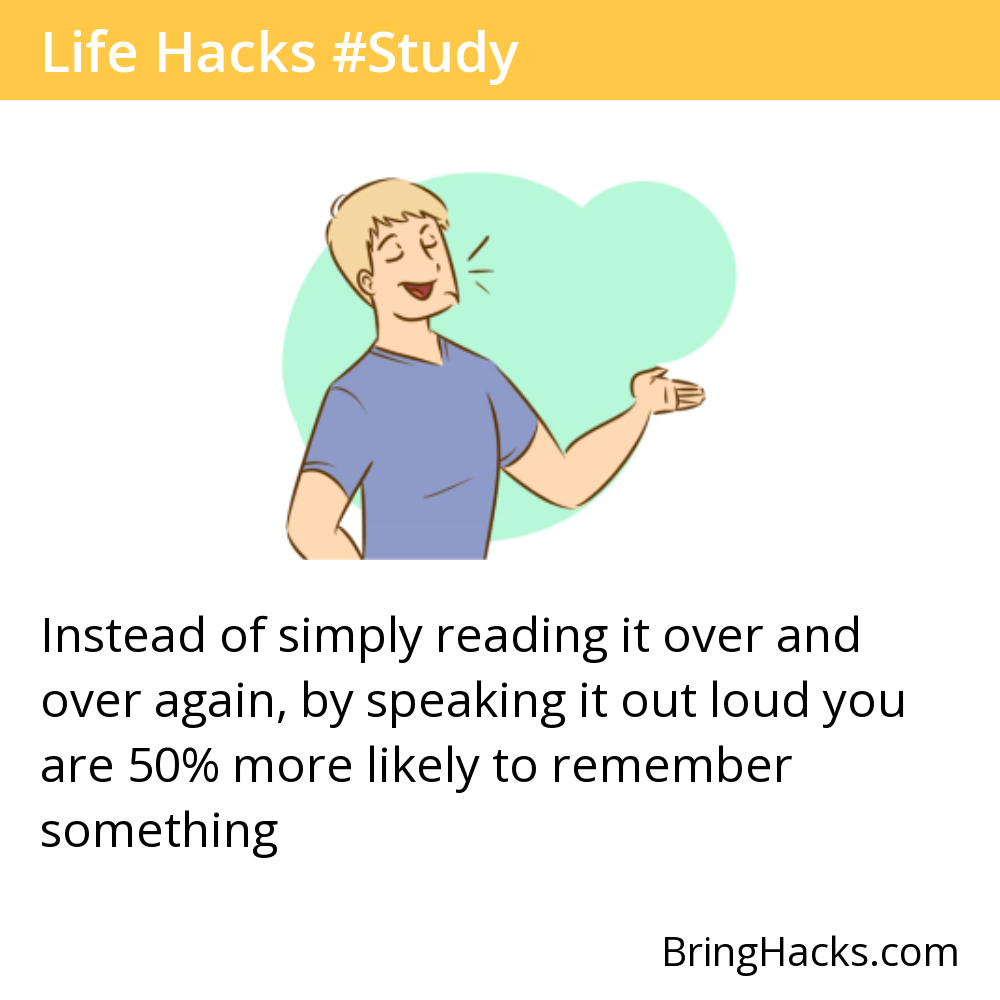 Life Hacks #Study
Instead of simply reading it over and
over again, by speaking it out loud you
are 50% more likely to remember
something
BringHacks.com